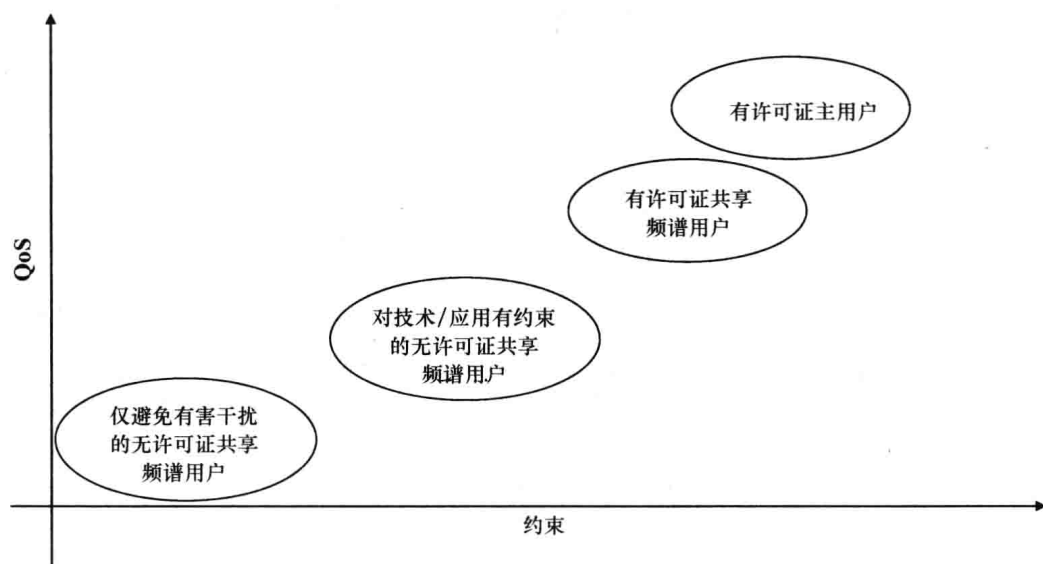 有许可证主用户
有许可证共享
频谱用户
QoS
对技术/应用有约束
的无许可证共享
频谱用户
仅避免有害干扰
的无许可证共享
频谱用户
约束